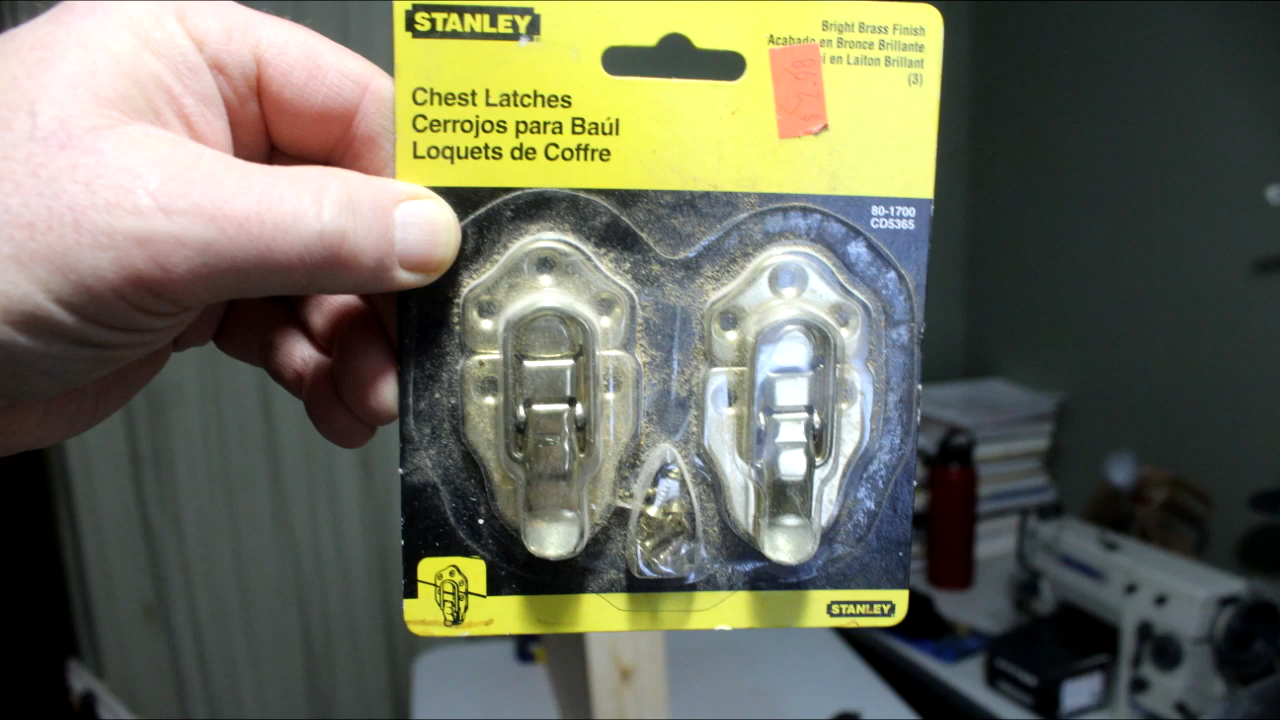 STANLEY
Bright Brass Finish
Acabado en Bronce Brillante
en Laiton Brillant
(3)
Chest Latches
Cerrojos para Baúl
Loquets de Coffre
80-1700
CD5365
STANLEY